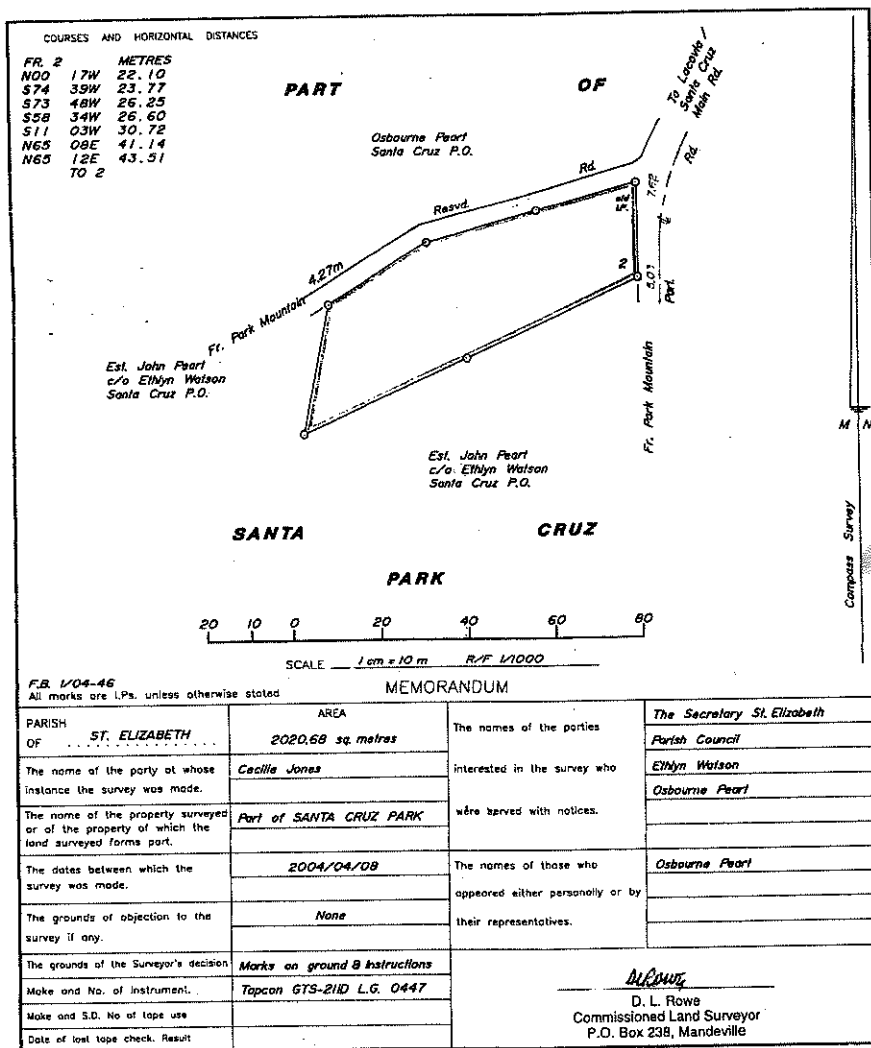 COURSES AND HORIZONTAL DISTANCES
FR. 2 METRES
N00 17W 22.10
S74 39W 23.77
S73 48W 26.25
S58 34W 26.60
S11 03W 30.72
N65 08E 41.14
N65 12E 43.51
TO 2
PART OF
To Lacovia /
Santa Cruz
Main Rd.
Osbourne Peart
Santa Cruz P.O.
Resvd. Rd.
Rd.
7.62
old
I.P.
4.27m
2
Parl.
Fr. Park Mountain
Est. John Peart
c/o Ethlyn Watson
Santa Cruz P.O.
Fr. Park Mountain
M N
Est. John Peart
c/o Ethlyn Watson
Santa Cruz P.O.
Compass Survey
SANTA CRUZ
PARK
20 10 0 20 40 60 80
SCALE 1 cm = 10 m R/F 1/1000
F.B. 1/04-46
All marks are I.Ps. unless otherwise stated
MEMORANDUM
PARISH
OF ST. ELIZABETH
AREA
2020.68 sq. metres
The name of the party at whose
instance the survey was made.
Cecilie Jones
The name of the property surveyed
or of the property of which the
land surveyed forms part.
Part of SANTA CRUZ PARK
The dates between which the
survey was made.
2004/04/08
The grounds of objection to the
survey if any.
None
The grounds of the Surveyor's decision
Marks on ground & Instructions
Make and No. of Instrument.
Topcon GTS-211D L.G. 0447
Make and S.D. No of tape use
Date of last tape check. Result
The names of the parties
interested in the survey who
were served with notices.
The Secretary St. Elizabeth
Parish Council
Ethlyn Watson
Osbourne Peart
The names of those who
appeared either personally or by
their representatives.
Osbourne Peart
DLRowe
D. L. Rowe
Commissioned Land Surveyor
P.O. Box 238, Mandeville